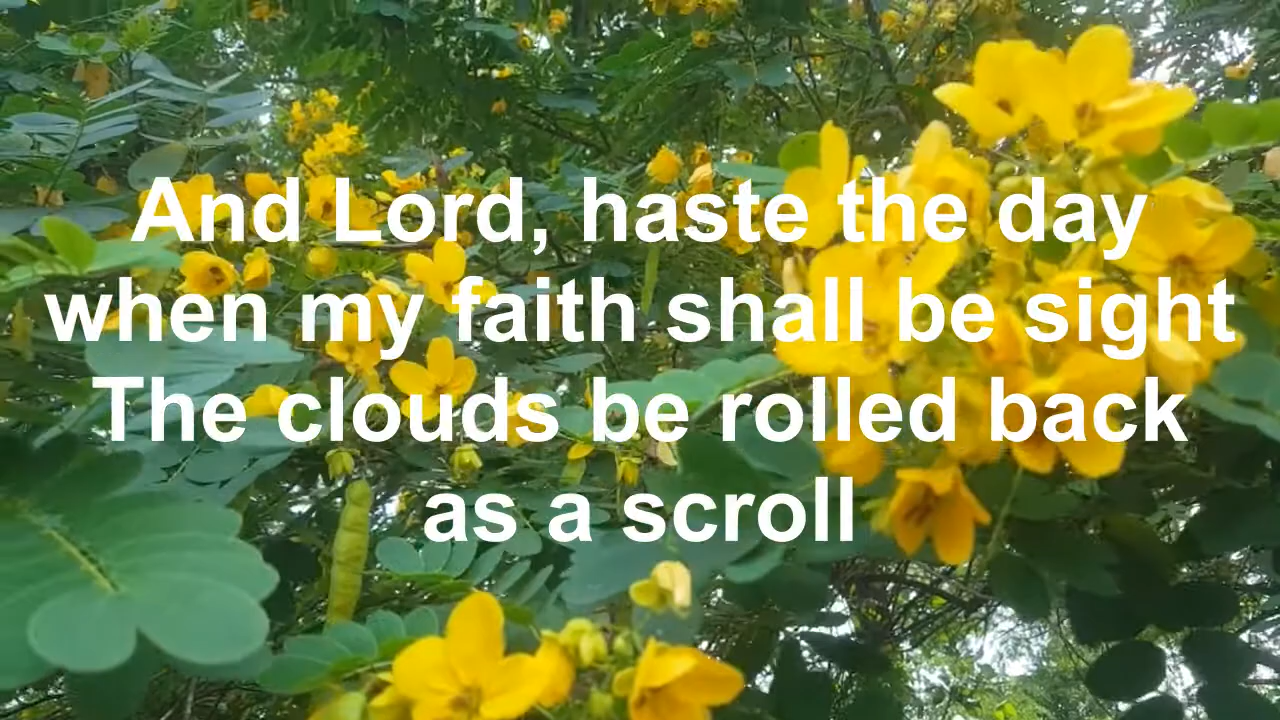 And Lord, haste the day
when my faith shall be sight
The clouds be rolled back
as a scroll